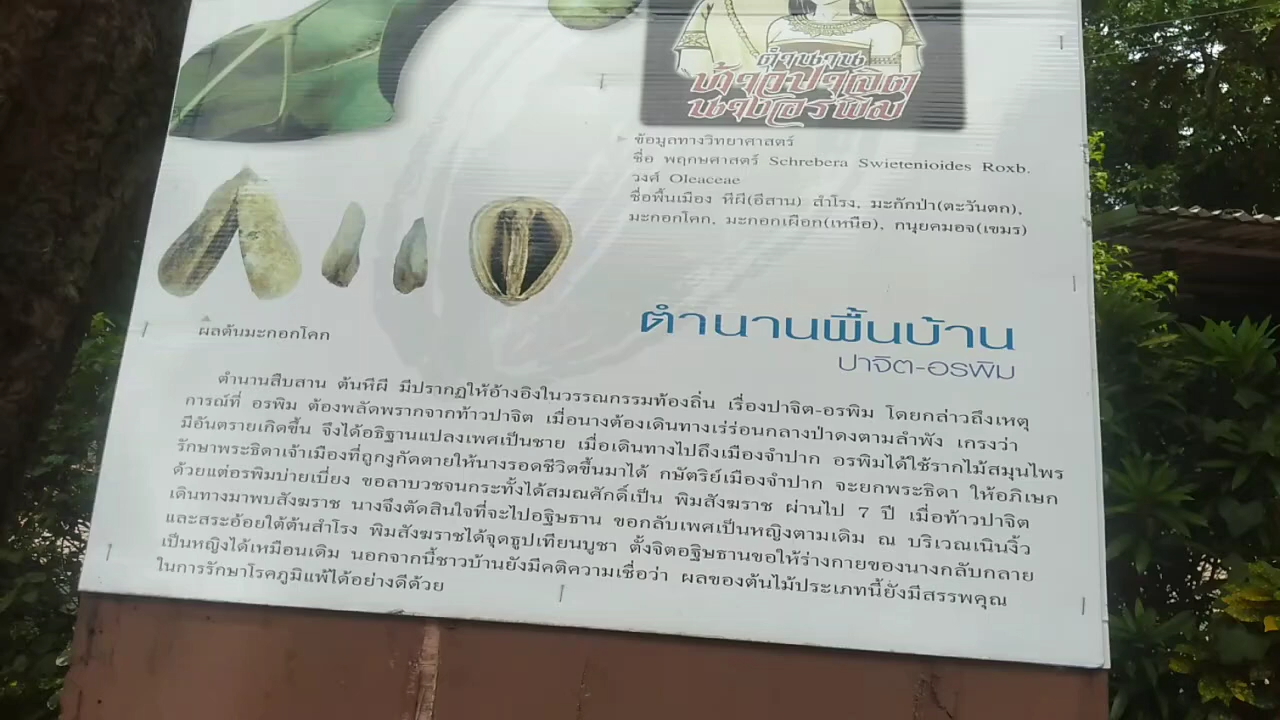 ตำนาน
ท้าวปาจิต
นางอรพิม
ข้อมูลทางวิทยาศาสตร์
ชื่อ พฤกษศาสตร์ Schrebera Swietenioides Roxb.
วงศ์ Oleaceae
ชื่อพื้นเมือง หีผี(อีสาน) สำโรง, มะกักป่า(ตะวันตก),
มะกอกโคก, มะกอกเผือก(เหนือ), กนุยคมอจ(เขมร)
ผลต้นมะกอกโคก
ตำนานพื้นบ้าน
ปาจิต-อรพิม
ตำนานสืบสาน ต้นหีผี มีปรากฏให้อ้างอิงในวรรณกรรมท้องถิ่น เรื่องปาจิต-อรพิม โดยกล่าวถึงเหตุ
การณ์ที่ อรพิม ต้องพลัดพรากจากท้าวปาจิต เมื่อนางต้องเดินทางเร่ร่อนกลางป่าดงตามลำพัง เกรงว่า
มีอันตรายเกิดขึ้น จึงได้อธิฐานแปลงเพศเป็นชาย เมื่อเดินทางไปถึงเมืองจำปาก อรพิมได้ใช้รากไม้สมุนไพร
รักษาพระธิดาเจ้าเมืองที่ถูกงูกัดตายให้นางรอดชีวิตขึ้นมาได้ กษัตริย์เมืองจำปาก จะยกพระธิดา ให้อภิเษก
ด้วยแต่อรพิมบ่ายเบี่ยง ขอลาบวชจนกระทั้งได้สมณศักดิ์เป็น พิมสังฆราช ผ่านไป 7 ปี เมื่อท้าวปาจิต
เดินทางมาพบสังฆราช นางจึงตัดสินใจที่จะไปอฐิษธาน ขอกลับเพศเป็นหญิงตามเดิม ณ บริเวณเนินงิ้ว
และสระอ้อยใต้ต้นสำโรง พิมสังฆราชได้จุดธูปเทียนบูชา ตั้งจิตอฐิษธานขอให้ร่างกายของนางกลับกลาย
เป็นหญิงได้เหมือนเดิม นอกจากนี้ชาวบ้านยังมีคติความเชื่อว่า ผลของต้นไม้ประเภทนี้ยังมีสรรพคุณ
ในการรักษาโรคภูมิแพ้ได้อย่างดีด้วย